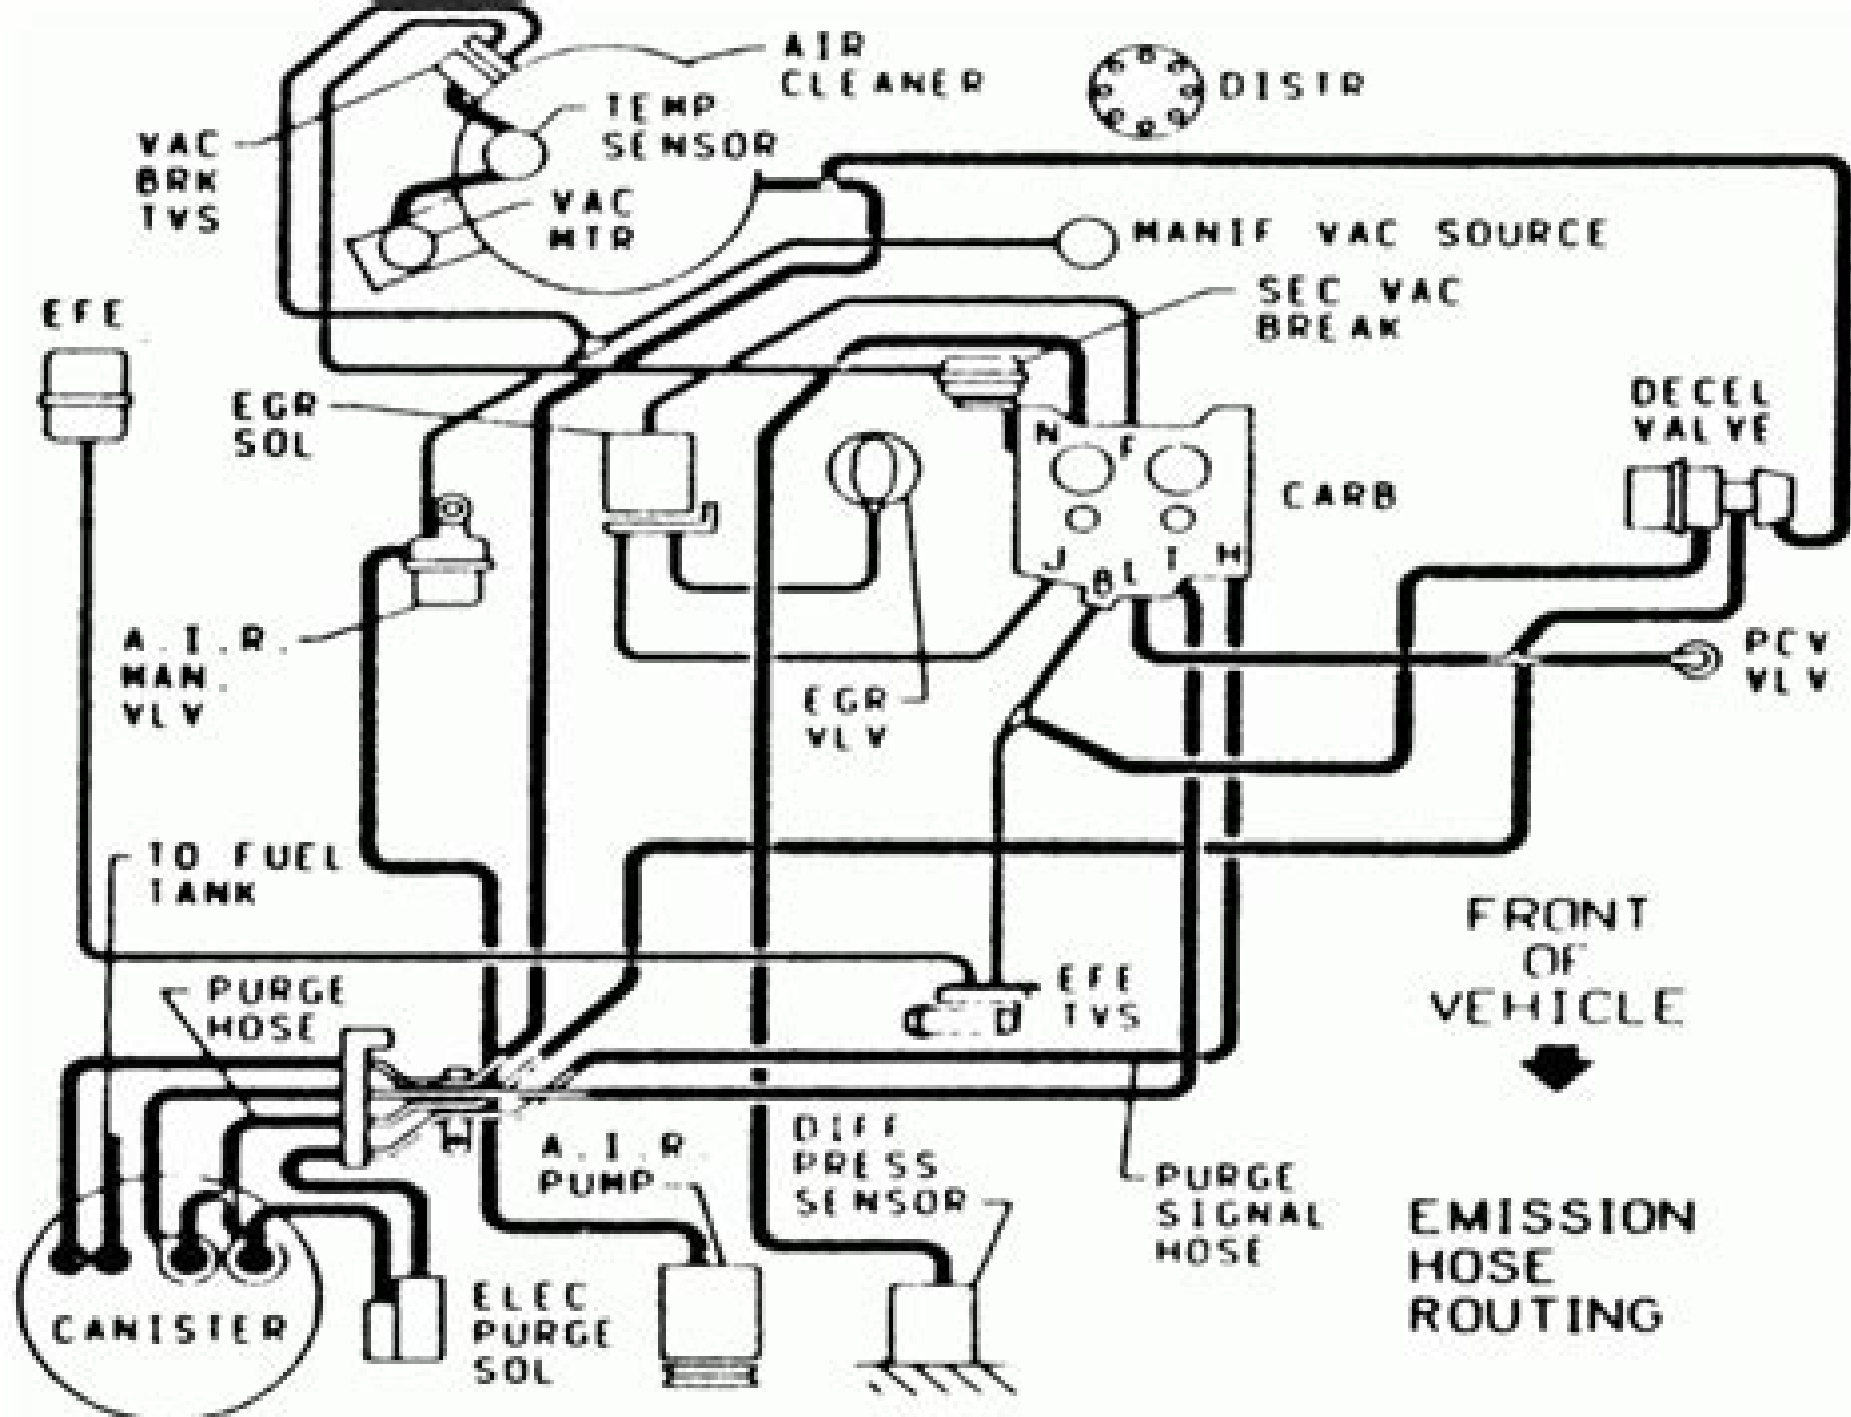 AIR
CLEANER
DISTR
TEMP
SENSOR
VAC
BRK
TVS
VAC
MTR
MANIF VAC SOURCE
SEC VAC
BREAK
EFE
EGR
SOL
DECEL
VALVE
N
F
CARB
J
B
L
T
H
A.I.R.
MAN.
VLV
EGR
VLV
PCV
VLV
TO FUEL
TANK
FRONT
OF
VEHICLE
PURGE
HOSE
EFE
TVS
A.I.R.
PUMP
DIFF
PRESS
SENSOR
PURGE
SIGNAL
HOSE
EMISSION
HOSE
ROUTING
CANISTER
ELEC
PURGE
SOL